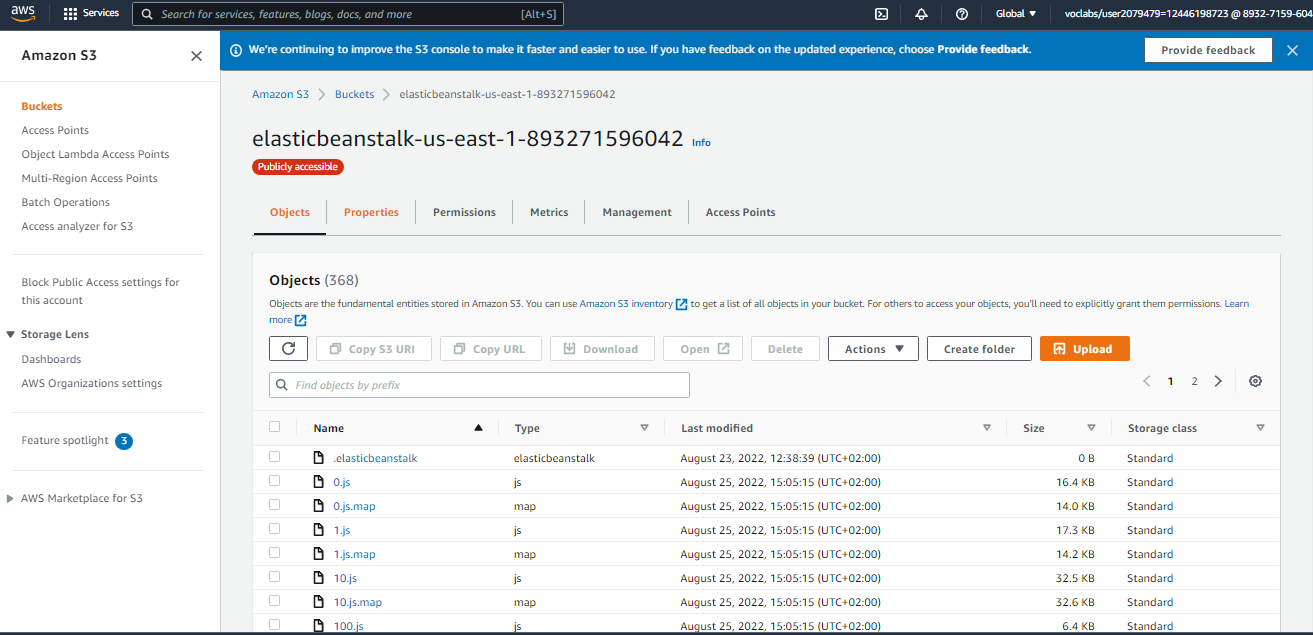 aws
Services
Search for services, features, blogs, docs, and more
[Alt+S]
Global
voclabs/user2079479=12446198723 @ 8932-7159-604
Amazon S3
We're continuing to improve the S3 console to make it faster and easier to use. If you have feedback on the updated experience, choose Provide feedback.
Provide feedback
Buckets
Access Points
Object Lambda Access Points
Multi-Region Access Points
Batch Operations
Access analyzer for S3
Block Public Access settings for
this account
Storage Lens
Dashboards
AWS Organizations settings
Feature spotlight 3
AWS Marketplace for S3
Amazon S3 Buckets elasticbeanstalk-us-east-1-893271596042
elasticbeanstalk-us-east-1-893271596042 Info
Publicly accessible
Objects Properties Permissions Metrics Management Access Points
Objects (368)
Objects are the fundamental entities stored in Amazon S3. You can use Amazon S3 inventory to get a list of all objects in your bucket. For others to access your objects, you'll need to explicitly grant them permissions. Learn
more
Copy S3 URI Copy URL Download Open Delete Actions Create folder Upload
Find objects by prefix
1 2
Name Type Last modified Size Storage class
.elasticbeanstalk elasticbeanstalk August 23, 2022, 12:38:39 (UTC+02:00) 0 B Standard
0.js js August 25, 2022, 15:05:15 (UTC+02:00) 16.4 KB Standard
0.js.map map August 25, 2022, 15:05:15 (UTC+02:00) 14.0 KB Standard
1.js js August 25, 2022, 15:05:15 (UTC+02:00) 17.3 KB Standard
1.js.map map August 25, 2022, 15:05:15 (UTC+02:00) 14.2 KB Standard
10.js js August 25, 2022, 15:05:15 (UTC+02:00) 32.5 KB Standard
10.js.map map August 25, 2022, 15:05:15 (UTC+02:00) 32.6 KB Standard
100.js js August 25, 2022, 15:05:15 (UTC+02:00) 6.4 KB Standard